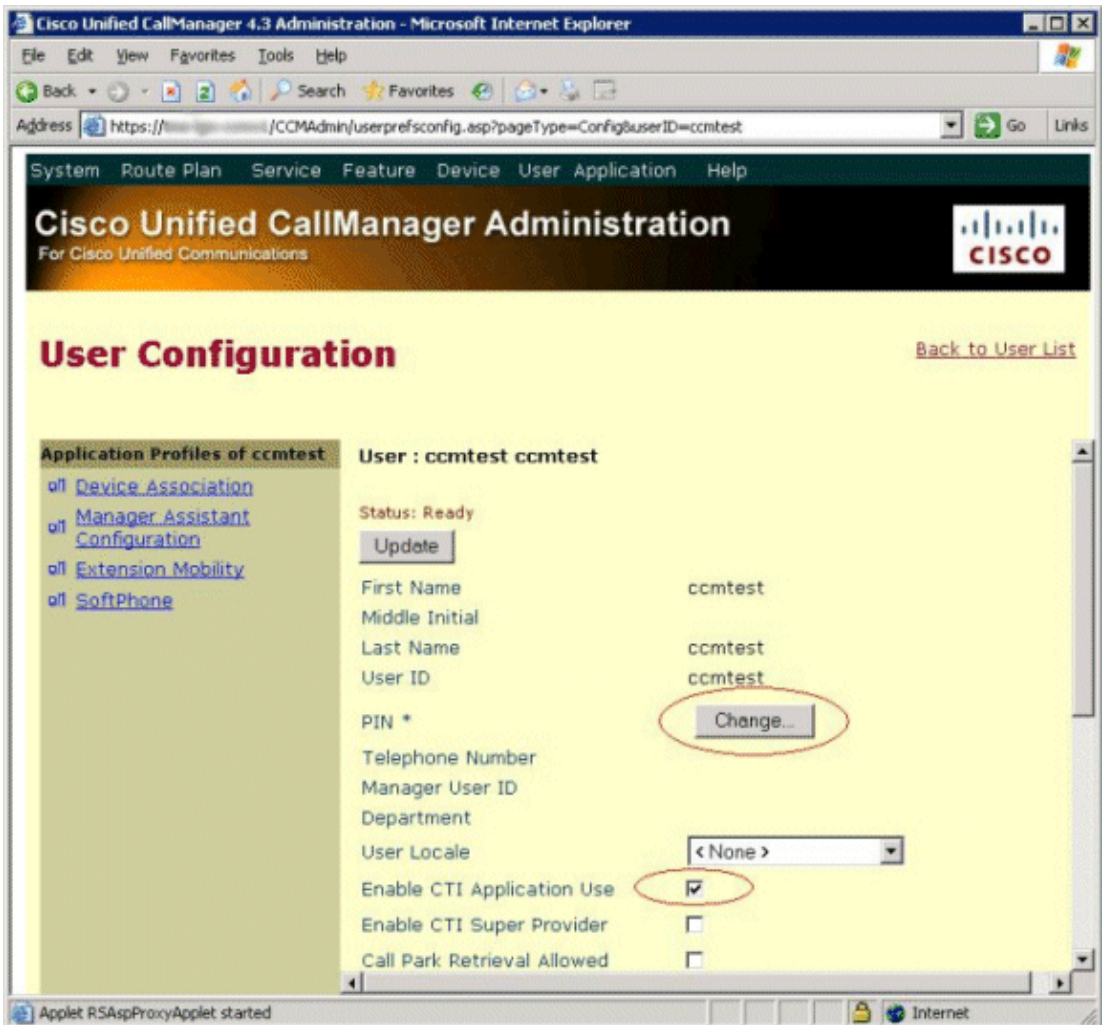 Cisco Unified CallManager 4.3 Administration - Microsoft Internet Explorer
File Edit View Favorites Tools Help
Back Search Favorites
Address https:// /CCMAdmin/userprefsconfig.asp?pageType=Config&userID=ccmtest Go Links
System Route Plan Service Feature Device User Application Help
Cisco Unified CallManager Administration
For Cisco Unified Communications
CISCO
User Configuration
Back to User List
Application Profiles of ccmtest
Device Association
Manager Assistant
Configuration
Extension Mobility
SoftPhone
User : ccmtest ccmtest
Status: Ready
Update
First Name ccmtest
Middle Initial
Last Name ccmtest
User ID ccmtest
PIN * Change...
Telephone Number
Manager User ID
Department
User Locale < None >
Enable CTI Application Use
Enable CTI Super Provider
Call Park Retrieval Allowed
Applet RSAspProxyApplet started Internet